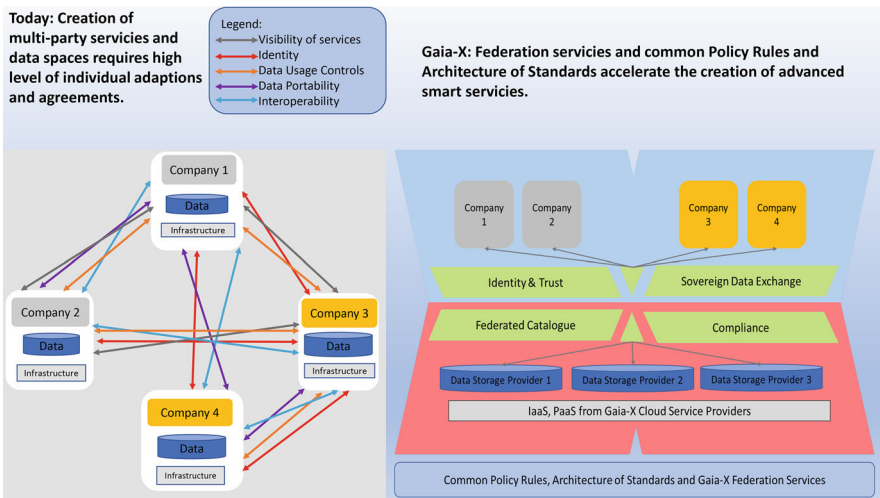 Today: Creation of
multi-party servicies and
data spaces requires high
level of individual adaptions
and agreements.
Legend:
Visibility of services
Identity
Data Usage Controls
Data Portability
Interoperability
Gaia-X: Federation servicies and common Policy Rules and
Architecture of Standards accelerate the creation of advanced
smart servicies.
Company 1
Data
Infrastructure
Company 2
Data
Infrastructure
Company 3
Data
Infrastructure
Company 4
Data
Infrastructure
Company
1
Company
2
Company
3
Company
4
Identity & Trust
Sovereign Data Exchange
Federated Catalogue
Compliance
Data Storage Provider 1
Data Storage Provider 2
Data Storage Provider 3
IaaS, PaaS from Gaia-X Cloud Service Providers
Common Policy Rules, Architecture of Standards and Gaia-X Federation Services